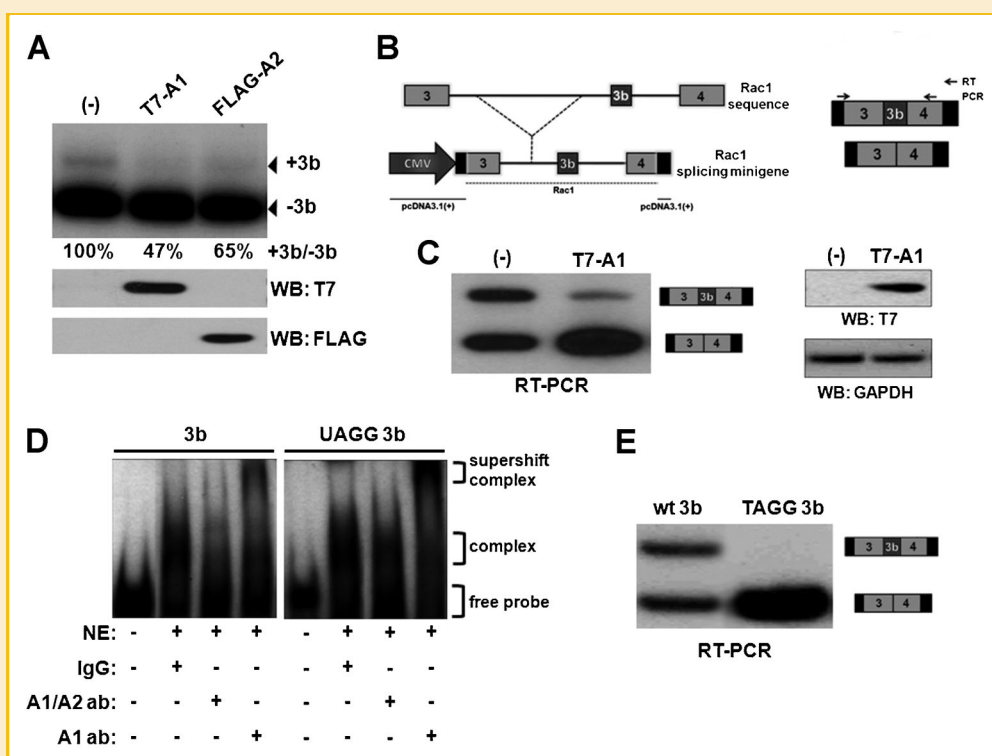 A
(-)
T7-A1
FLAG-A2
+3b
-3b
100% 47% 65% +3b/-3b
WB: T7
WB: FLAG
B
3 3b 4
Rac1
sequence
CMV 3 3b 4
Rac1
splicing minigene
Rac1
pcDNA3.1(+) pcDNA3.1(+)
RT
PCR
3 3b 4
3 4
C
(-) T7-A1
3 3b 4
3 4
RT-PCR
(-) T7-A1
WB: T7
WB: GAPDH
D
3b UAGG 3b
supershift
complex
complex
free probe
NE: - + + + - + + +
IgG: - + - - - + - -
A1/A2 ab: - - + - - - + -
A1 ab: - - - + - - - +
E
wt 3b TAGG 3b
3 3b 4
3 4
RT-PCR